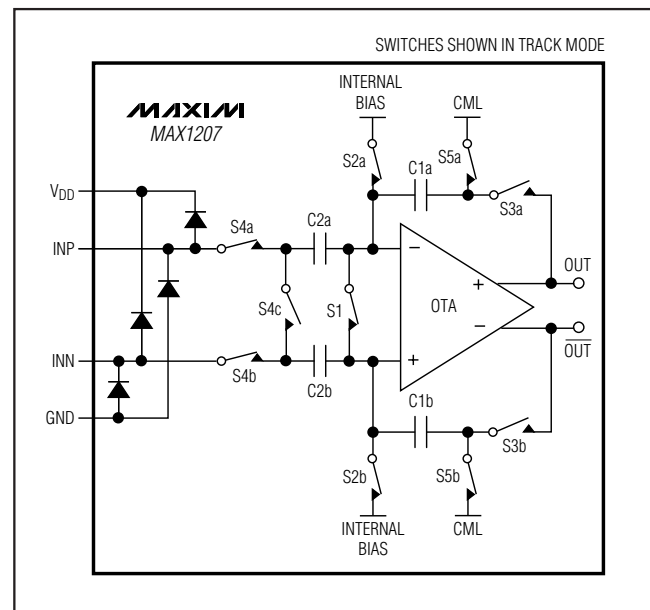 SWITCHES SHOWN IN TRACK MODE
INTERNAL
BIAS
CML
MAXIM
MAX1207
S2a
S5a
C1a
S3a
VDD
S4a
C2a
INP
−
+
OUT
S4c
S1
OTA
INN
−
+
OUT
S4b
C2b
C1b
GND
S3b
S2b
S5b
INTERNAL
BIAS
CML